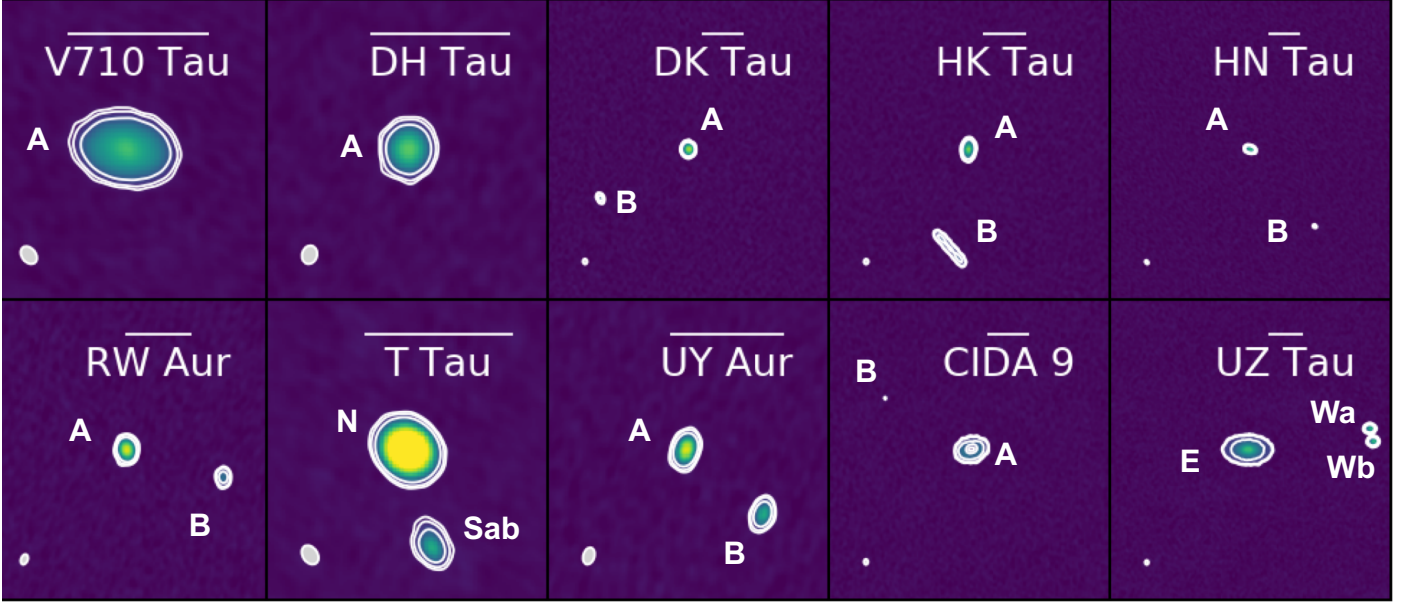 V710 Tau
A
DH Tau
A
DK Tau
A
B
HK Tau
A
B
HN Tau
A
B
RW Aur
A
B
T Tau
N
Sab
UY Aur
A
B
CIDA 9
B
A
UZ Tau
Wa
Wb
E